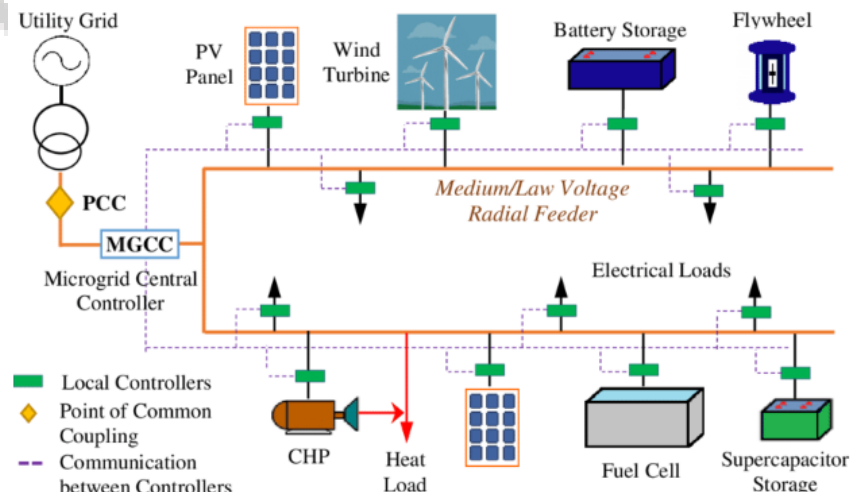 Utility Grid
PV
Panel
Wind
Turbine
Battery Storage
Flywheel
PCC
Medium/Law Voltage
Radial Feeder
MGCC
Microgrid Central
Controller
Electrical Loads
Local Controllers
Point of Common
Coupling
Communication
between Controllers
CHP
Heat
Load
Fuel Cell
Supercapacitor
Storage